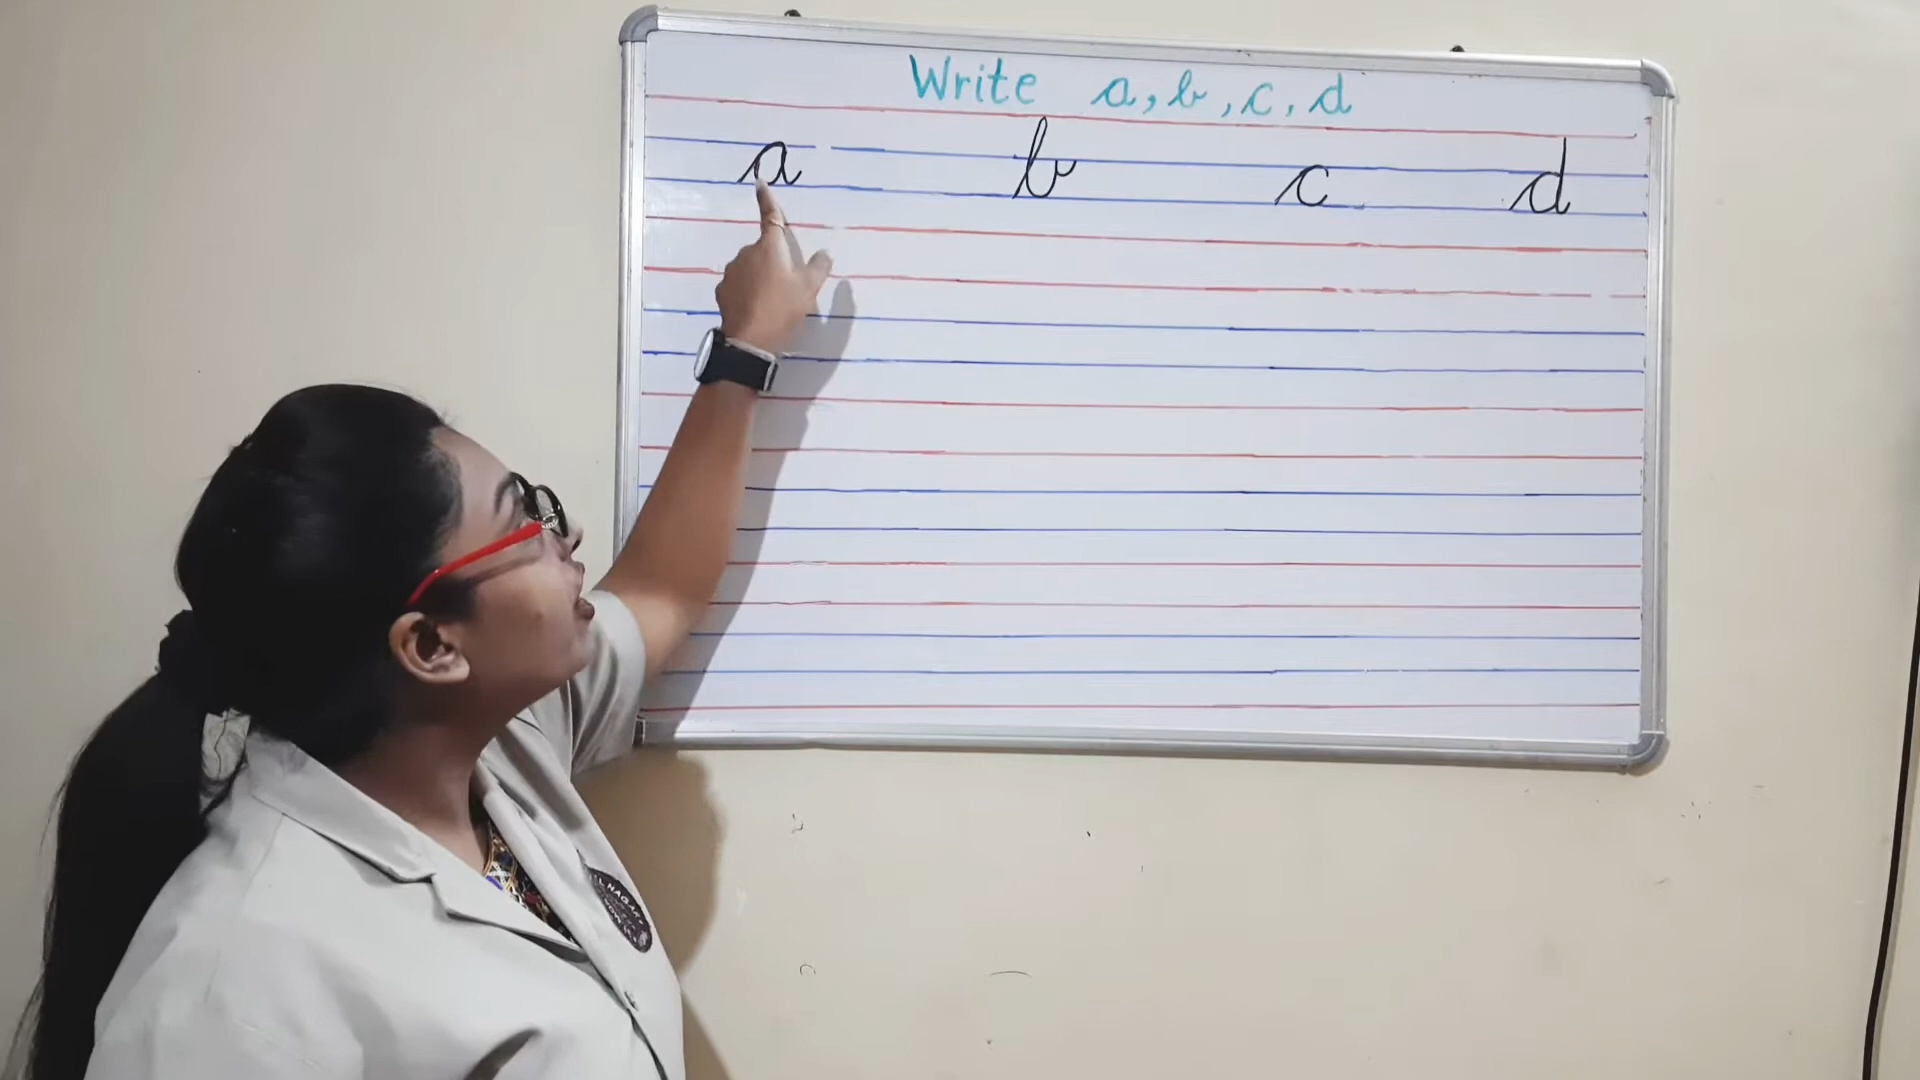 Write a, b, c, d
a b c d